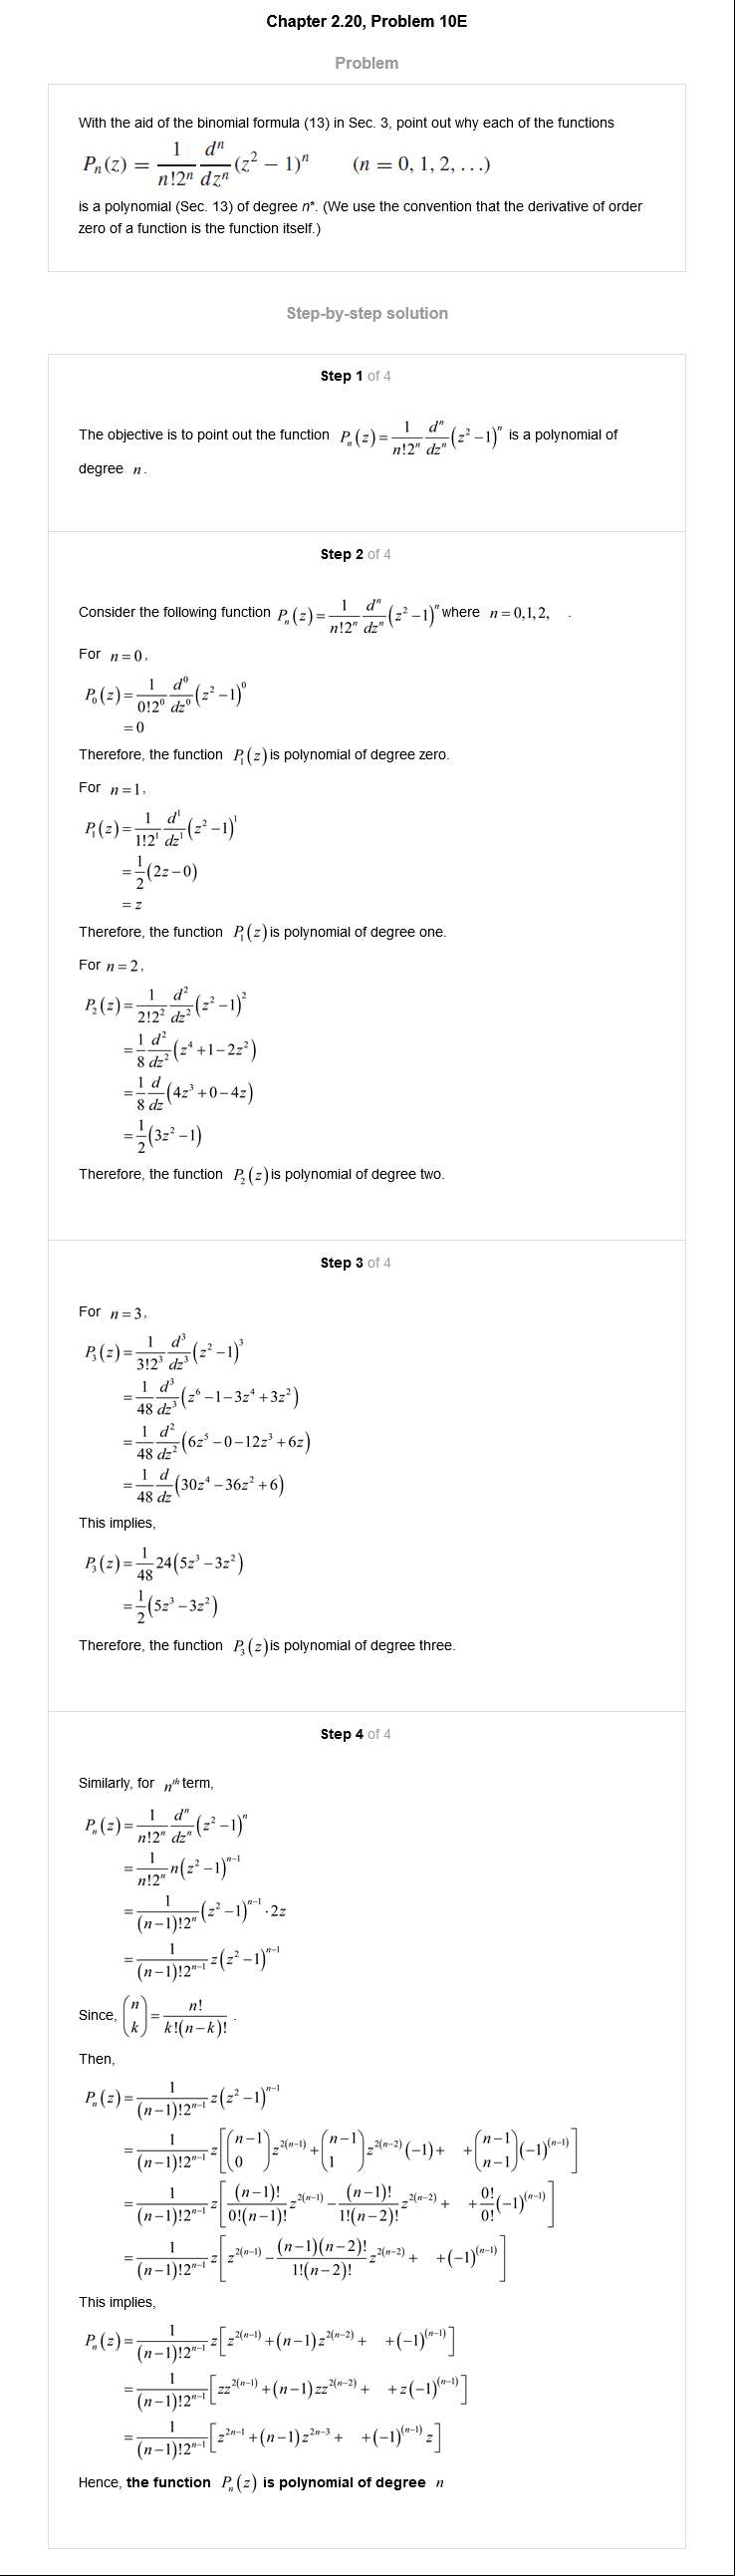 Chapter 2.20, Problem 10E
Problem
With the aid of the binomial formula (13) in Sec. 3, point out why each of the functions
P_n(z) = \frac{1}{n!2^n} \frac{d^n}{dz^n} (z^2 − 1)^n (n = 0, 1, 2, . . .)
is a polynomial (Sec. 13) of degree n*. (We use the convention that the derivative of order
zero of a function is the function itself.)
Step-by-step solution
Step 1 of 4
The objective is to point out the function P_n(z) = \frac{1}{n!2^n} \frac{d^n}{dz^n} (z^2 −1)^n is a polynomial of
degree n.
Step 2 of 4
Consider the following function P_n(z) = \frac{1}{n!2^n} \frac{d^n}{dz^n} (z^2 −1)^n where n = 0,1,2, .
For n = 0,
P_0(z) = \frac{1}{0!2^0} \frac{d^0}{dz^0} (z^2 −1)^0
= 0
Therefore, the function P_1(z) is polynomial of degree zero.
For n = 1,
P_1(z) = \frac{1}{1!2^1} \frac{d^1}{dz^1} (z^2 −1)^1
= \frac{1}{2}(2z−0)
= z
Therefore, the function P_1(z) is polynomial of degree one.
For n = 2,
P_2(z) = \frac{1}{2!2^2} \frac{d^2}{dz^2} (z^2 −1)^2
= \frac{1}{8} \frac{d^2}{dz^2} (z^4 +1−2z^2)
= \frac{1}{8} \frac{d}{dz} (4z^3 +0−4z)
= \frac{1}{2}(3z^2 −1)
Therefore, the function P_2(z) is polynomial of degree two.
Step 3 of 4
For n = 3,
P_3(z) = \frac{1}{3!2^3} \frac{d^3}{dz^3} (z^2 −1)^3
= \frac{1}{48} \frac{d^3}{dz^3} (z^6 −1−3z^4 +3z^2)
= \frac{1}{48} \frac{d^2}{dz^2} (6z^5 −0−12z^3 +6z)
= \frac{1}{48} \frac{d}{dz} (30z^4 −36z^2 +6)
This implies,
P_3(z) = \frac{1}{48} 24(5z^3 −3z^2)
= \frac{1}{2}(5z^3 −3z^2)
Therefore, the function P_3(z) is polynomial of degree three.
Step 4 of 4
Similarly, for n^{th} term,
P_n(z) = \frac{1}{n!2^n} \frac{d^n}{dz^n} (z^2 −1)^n
= \frac{1}{n!2^n} n(z^2 −1)^{n−1}
= \frac{1}{(n−1)!2^n} (z^2 −1)^{n−1} · 2z
= \frac{1}{(n−1)!2^{n−1}} z(z^2 −1)^{n−1}
Since, \binom{n}{k} = \frac{n!}{k!(n−k)!} .
Then,
P_n(z) = \frac{1}{(n−1)!2^{n−1}} z(z^2 −1)^{n−1}
= \frac{1}{(n−1)!2^{n−1}} z[\binom{n−1}{0} z^{2(n−1)} + \binom{n−1}{1} z^{2(n−2)} (−1) + + \binom{n−1}{n−1} (−1)^{(n−1)}]
= \frac{1}{(n−1)!2^{n−1}} z[\frac{(n−1)!}{0!(n−1)!} z^{2(n−1)} − \frac{(n−1)!}{1!(n−2)!} z^{2(n−2)} + + \frac{0!}{0!} (−1)^{(n−1)}]
= \frac{1}{(n−1)!2^{n−1}} z[z^{2(n−1)} − \frac{(n−1)(n−2)!}{1!(n−2)!} z^{2(n−2)} + + (−1)^{(n−1)}]
This implies,
P_n(z) = \frac{1}{(n−1)!2^{n−1}} z[z^{2(n−1)} + (n−1) z^{2(n−2)} + + (−1)^{(n−1)}]
= \frac{1}{(n−1)!2^{n−1}} [zz^{2(n−1)} + (n−1) zz^{2(n−2)} + + z(−1)^{(n−1)}]
= \frac{1}{(n−1)!2^{n−1}} [z^{2n−1} + (n−1) z^{2n−3} + + (−1)^{(n−1)} z]
Hence, the function P_n(z) is polynomial of degree n